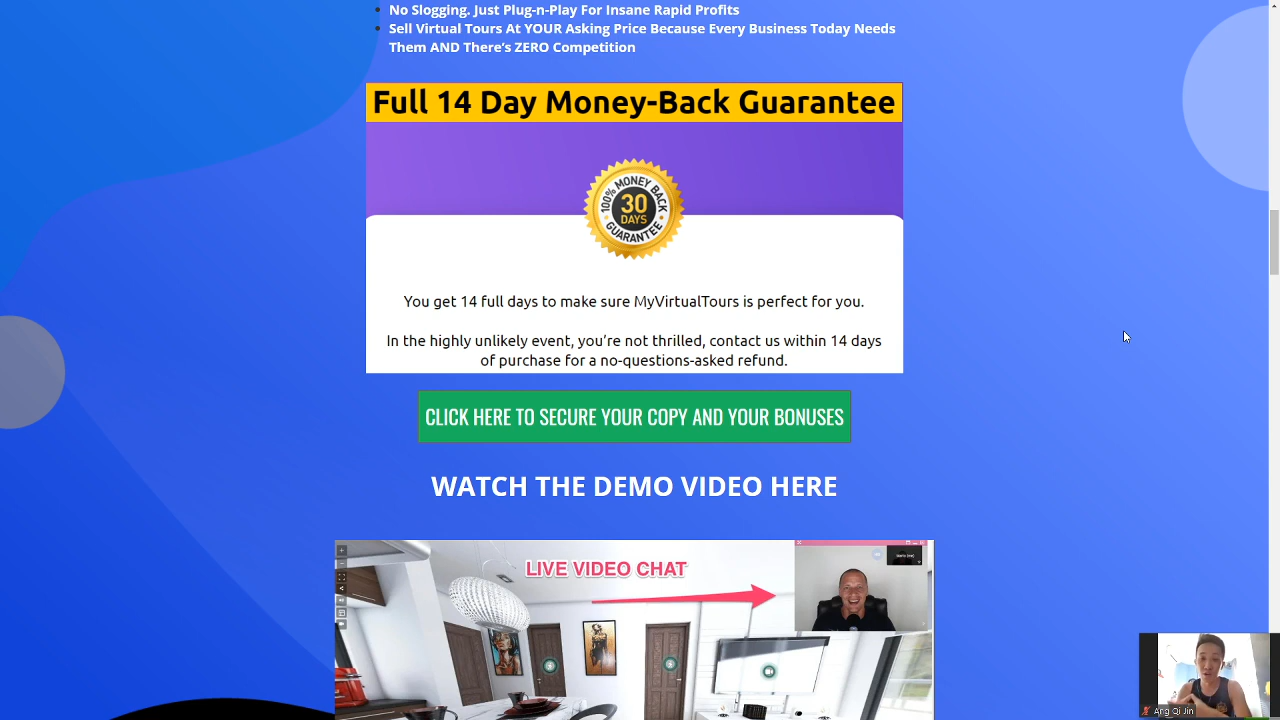 No Slogging. Just Plug-n-Play For Insane Rapid Profits
Sell Virtual Tours At YOUR Asking Price Because Every Business Today Needs
Them AND There's ZERO Competition
Full 14 Day Money-Back Guarantee
100% MONEY BACK
30
DAYS
GUARANTEE
You get 14 full days to make sure MyVirtualTours is perfect for you.
In the highly unlikely event, you're not thrilled, contact us within 14 days
of purchase for a no-questions-asked refund.
CLICK HERE TO SECURE YOUR COPY AND YOUR BONUSES
WATCH THE DEMO VIDEO HERE
LIVE VIDEO CHAT
Ang Qi Jin